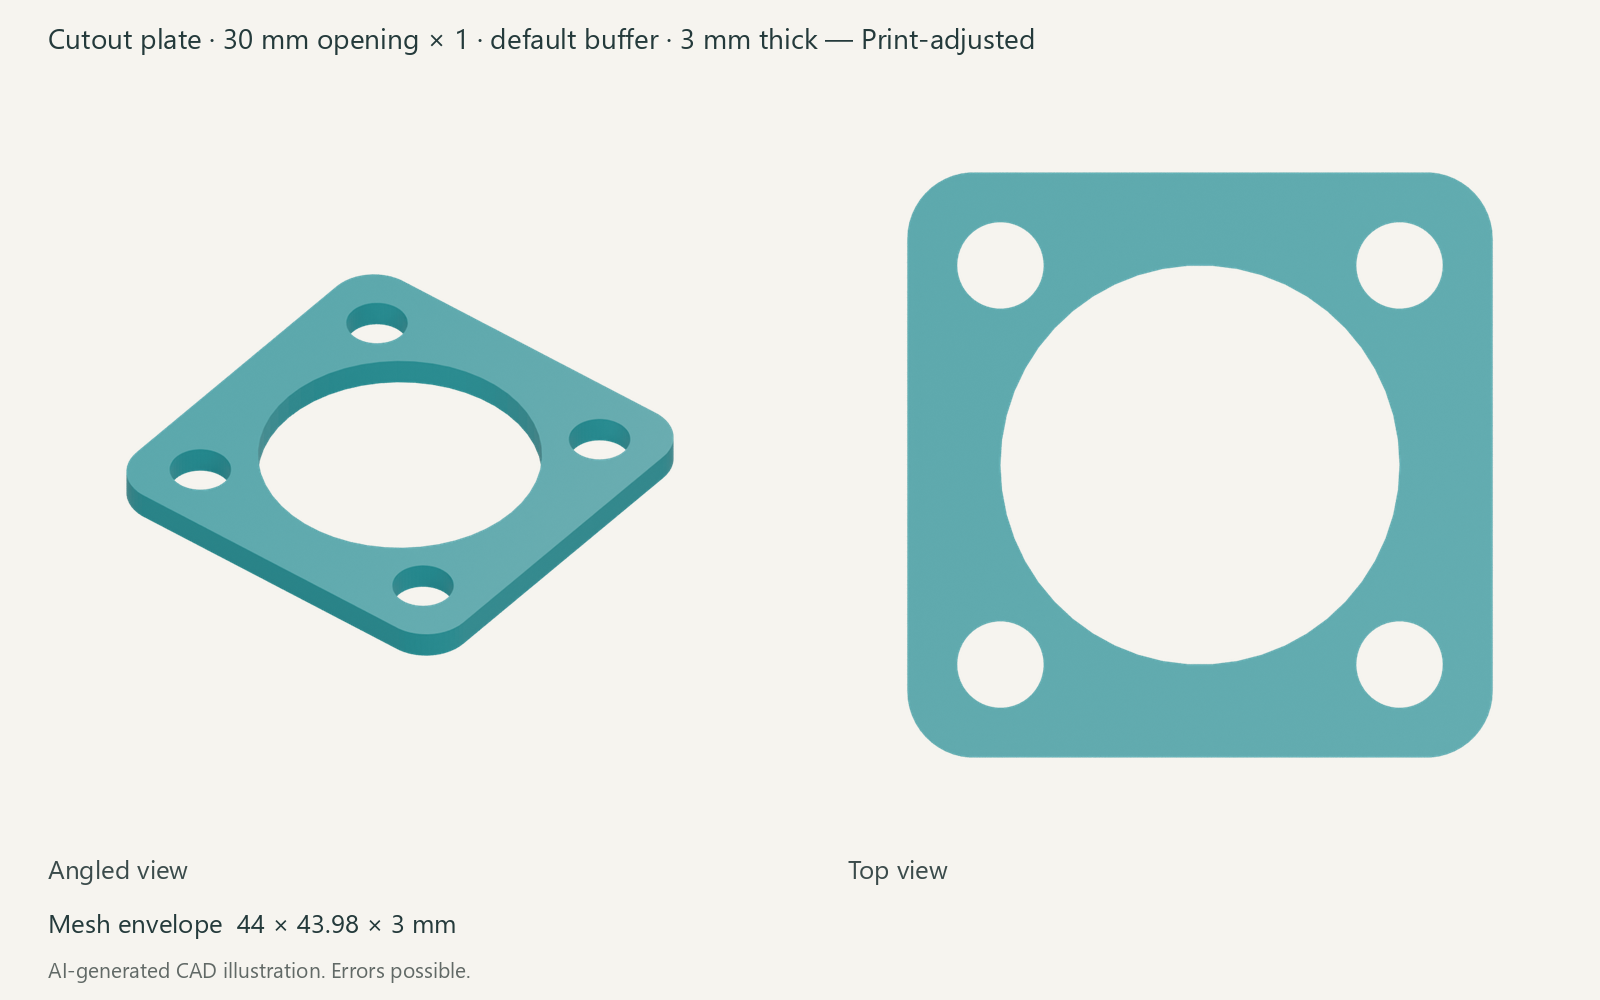 Cutout plate · 30 mm opening × 1 · default buffer · 3 mm thick — Print-adjusted
Angled view
Top view
Mesh envelope 44 × 43.98 × 3 mm
AI-generated CAD illustration. Errors possible.